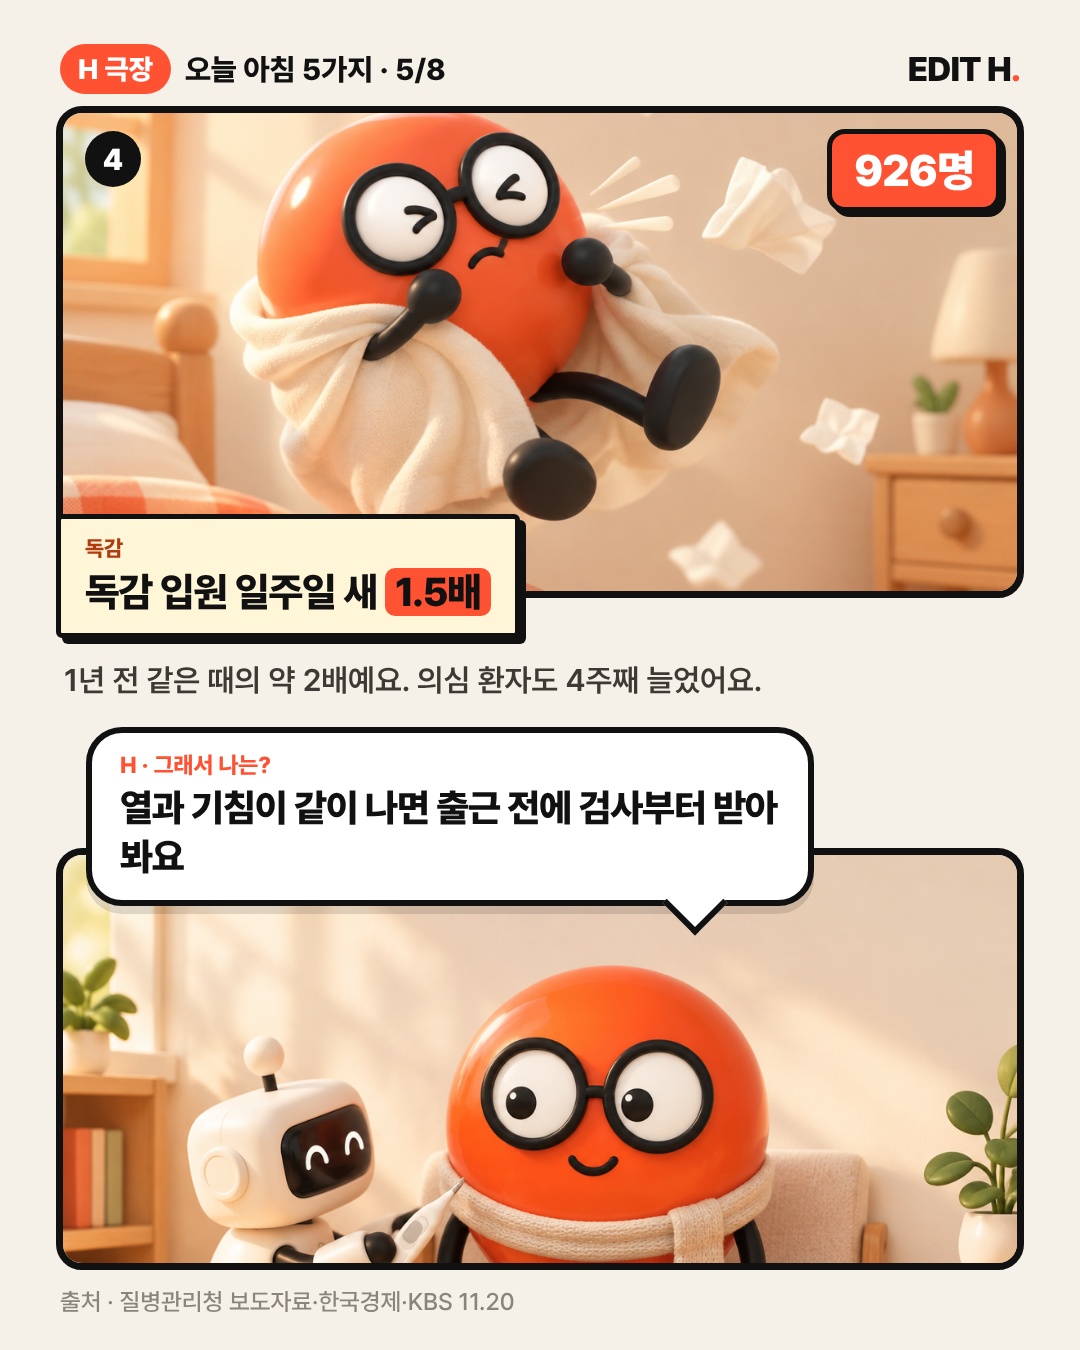 H 극장 오늘 아침 5가지 · 5/8
EDIT H.
4
926명
독감
독감 입원 일주일 새 1.5배
1년 전 같은 때의 약 2배예요. 의심 환자도 4주째 늘었어요.
H · 그래서 나는?
열과 기침이 같이 나면 출근 전에 검사부터 받아
봐요
출처 · 질병관리청 보도자료·한국경제·KBS 11.20